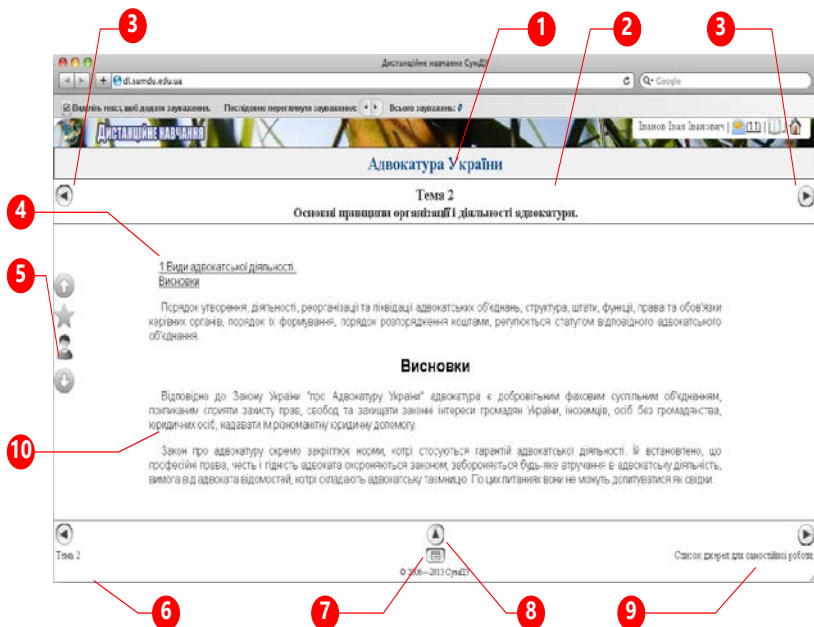 3
1
2
3
Дистанційне навчання СумДУ
dl.sumdu.edu.ua
Google
Виділіть текст, щоб додати зауваження. Послідовно переглянути зауваження: Всього зауважень: 0
ДИСТАНЦІЙНЕ НАВЧАННЯ
Іванов Іван Іванович | (11) |
Адвокатура України
Тема 2
Основні принципи організації і діяльності адвокатури.
4
1 Види адвокатської діяльності.
Висновки
5
Порядок утворення, діяльності, реорганізації та ліквідації адвокатських об'єднань, структура, штати, функції, права та обов'язки
керівних органів, порядок їх формування, порядок розпорядження коштами, регулюється статутом відповідного адвокатського
об'єднання.
Висновки
Відповідно до Закону України "про Адвокатуру України" адвокатура є добровільним фаховим суспільним об'єднанням,
покликаним сприяти захисту прав, свобод та захищати законні інтереси громадян України, іноземців, осіб без громадянства,
юридичних осіб, надавати їм різноманітну юридичну допомогу.
10
Закон про адвокатуру окремо закріплює норми, котрі стосуються гарантій адвокатської діяльності. Їй встановлено, що
професійні права, честь і гідність адвоката охороняються законом, забороняється будь-яке втручання в адвокатську діяльність,
вимога від адвоката відомостей, котрі складають адвокатську таємницю. По цих питаннях вони не можуть допитуватися як свідки.
Тема 2
Список джерел для самостійної роботи
© 2006—2013 СумДУ
6
7
8
9